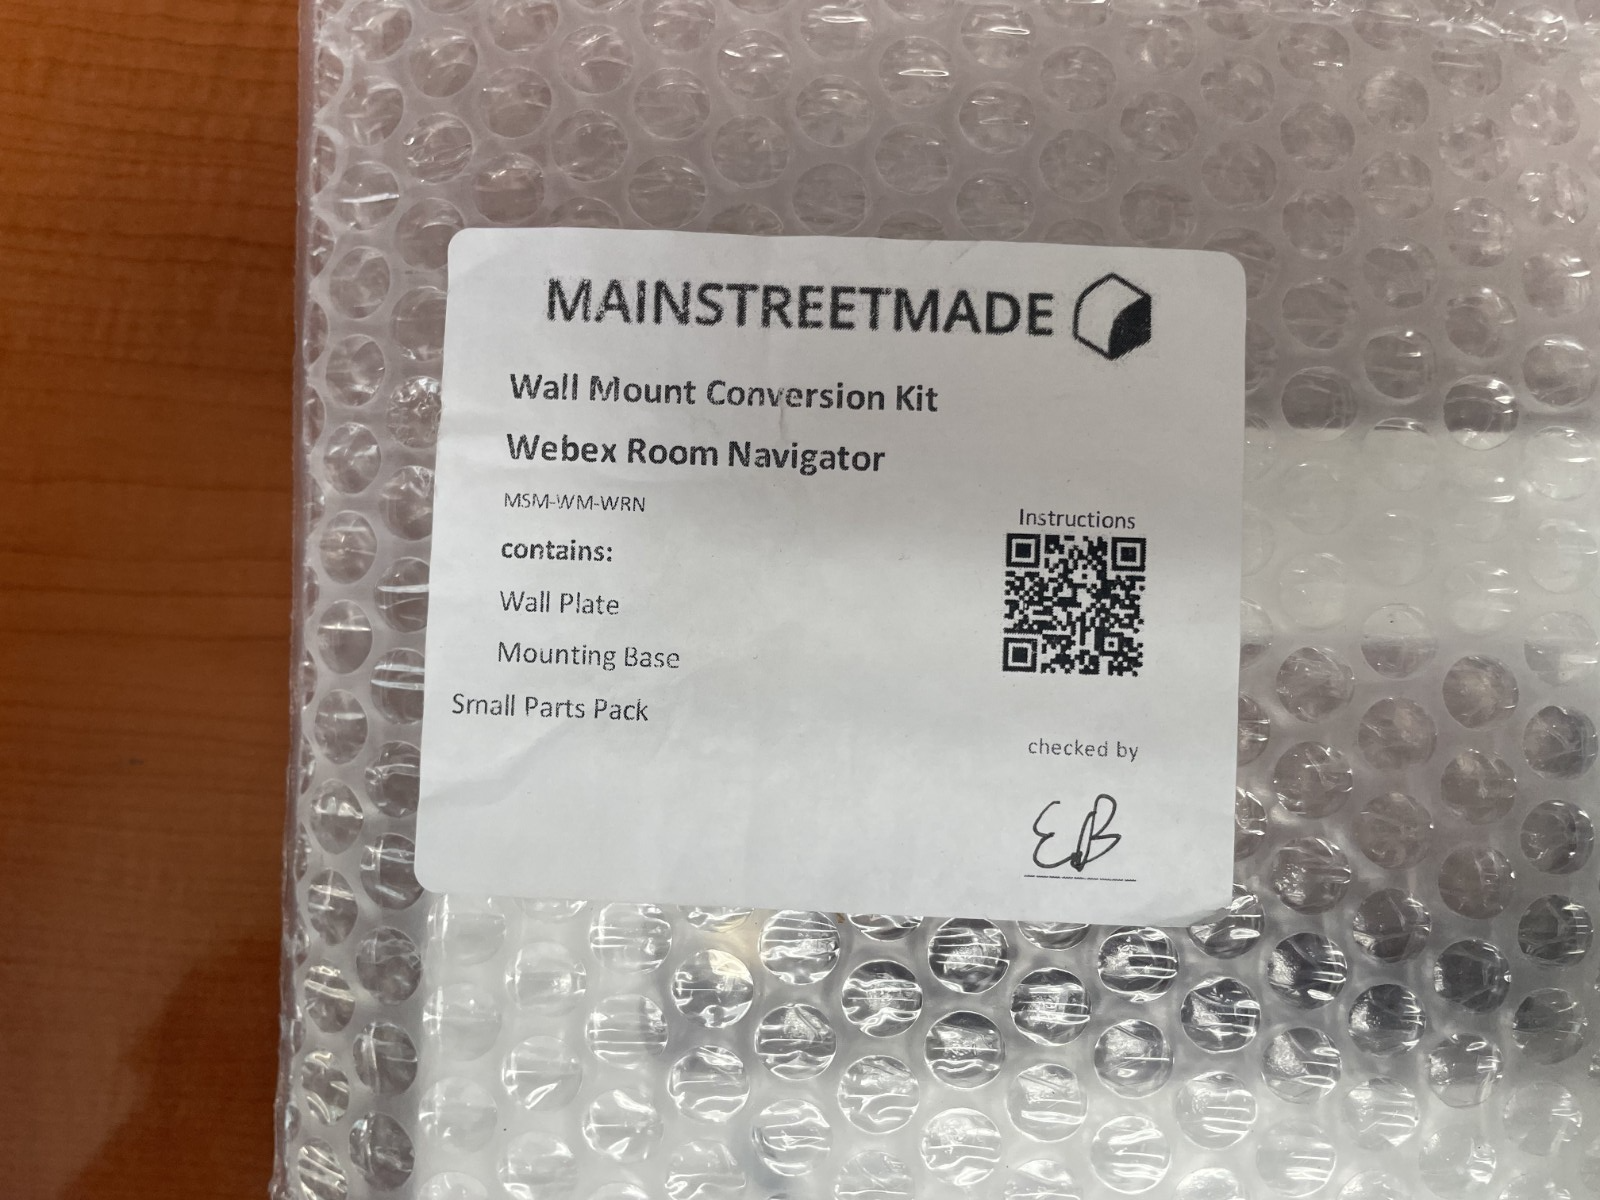 MAINSTREETMADE
Wall Mount Conversion Kit
Webex Room Navigator
MSM-WM-WRN
contains:
Wall Plate
Mounting Base
Small Parts Pack
Instructions
checked by
EB